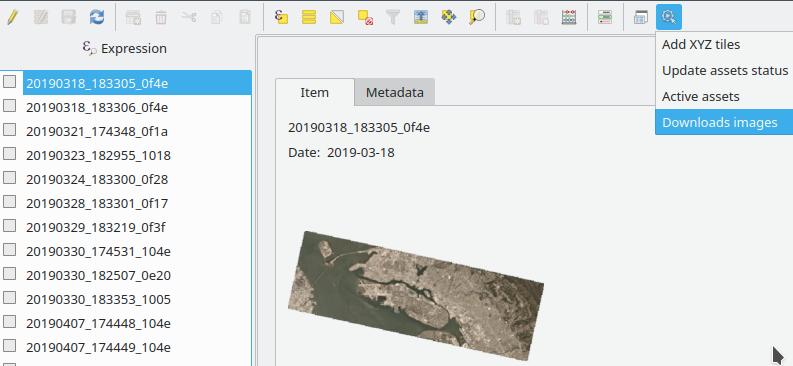 Expression
Add XYZ tiles
Update assets status
Active assets
Downloads images
20190318_183305_0f4e
20190318_183306_0f4e
20190321_174348_0f1a
20190323_182955_1018
20190324_183300_0f28
20190328_183301_0f17
20190329_183219_0f3f
20190330_174531_104e
20190330_182507_0e20
20190330_183353_1005
20190407_174448_104e
20190407_174449_104e
Item Metadata
20190318_183305_0f4e
Date: 2019-03-18